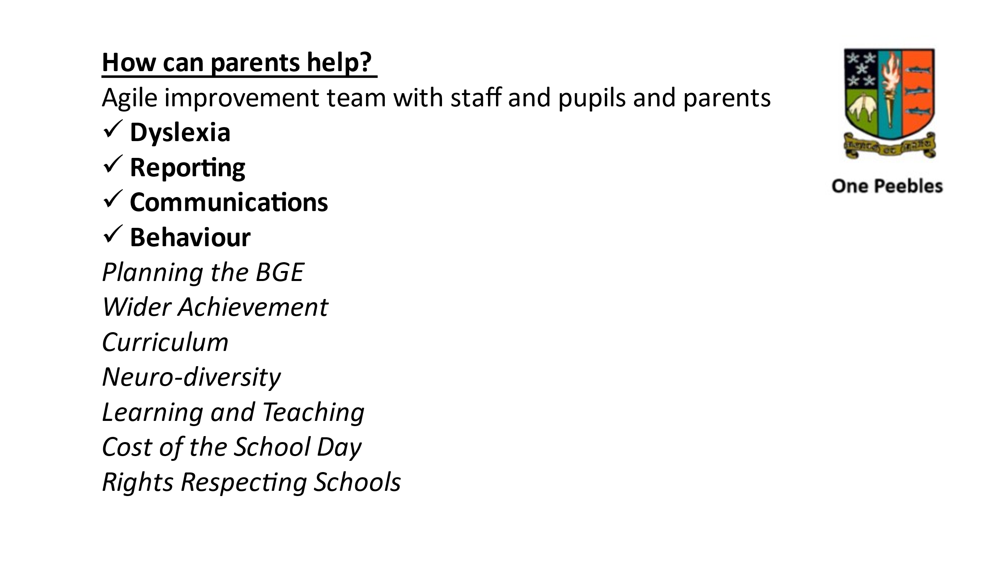 How can parents help?
Agile improvement team with staff and pupils and parents
✓ Dyslexia
✓ Reporting
✓ Communications
✓ Behaviour
Planning the BGE
Wider Achievement
Curriculum
Neuro-diversity
Learning and Teaching
Cost of the School Day
Rights Respecting Schools
et
One Peebles